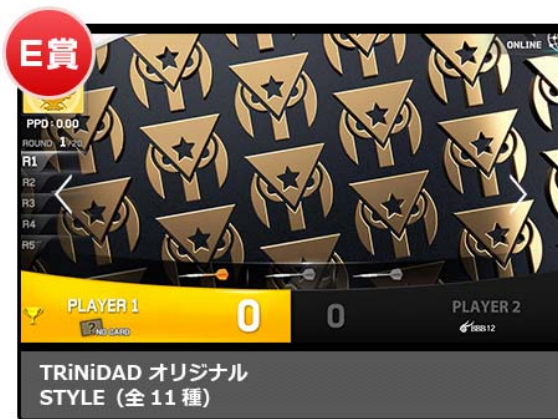 E賞
ONLINE
PPD : 0.00
ROUND 1/20
R1
R2
R3
R4
R5
PLAYER 1
0
0
PLAYER 2
? NO CARD
BBB12
TRiNiDAD オリジナル
STYLE（全 11 種）